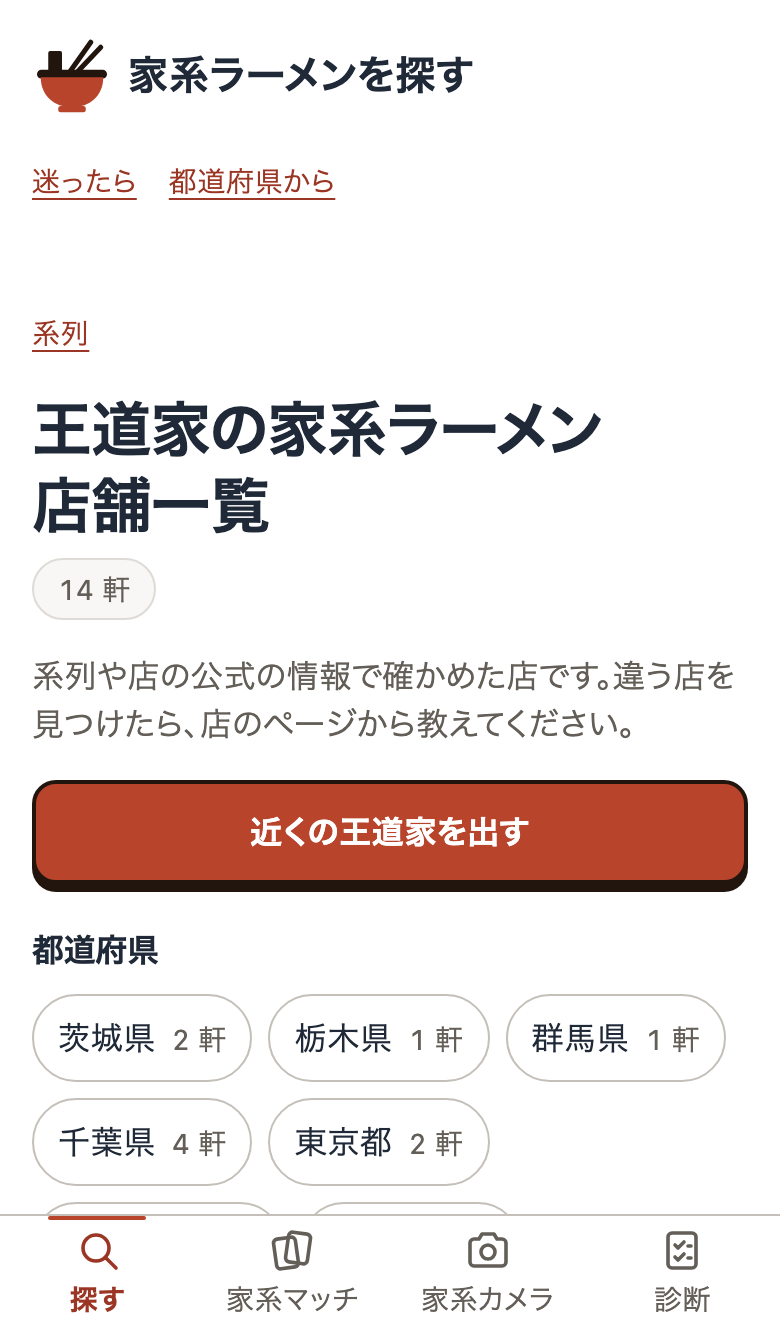 家系ラーメンを探す
迷ったら 都道府県から
系列
王道家の家系ラーメン
店舗一覧
14 軒
系列や店の公式の情報で確かめた店です。違う店を
見つけたら、店のページから教えてください。
近くの王道家を出す
都道府県
茨城県 2 軒 栃木県 1 軒 群馬県 1 軒
千葉県 4 軒 東京都 2 軒
探す 家系マッチ 家系カメラ 診断